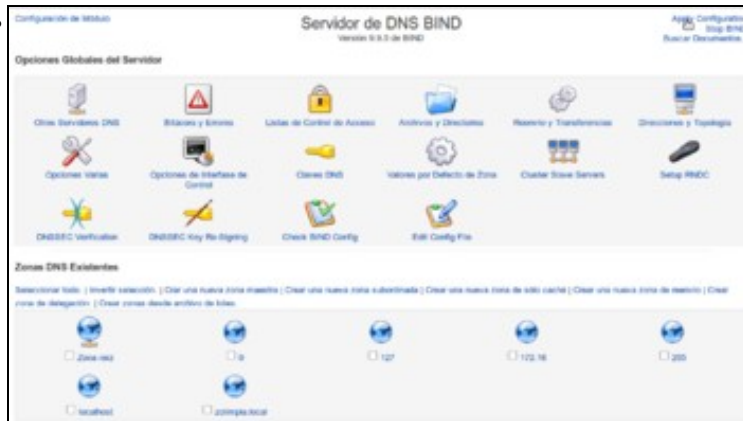 Configuración de Módulo
Servidor de DNS BIND
Apply Configuration
Versión 9.9.5 de BIND
Stop BIND
Buscar Documentos
Opciones Globales del Servidor
Otros Servidores DNS
Bitácora y Errores
Listas de Control de Acceso
Archivos y Directorios
Reenvío y Transferencias
Direcciones y Topología
Opciones Varias
Opciones de Interfase de Control
Claves DNS
Valores por Defecto de Zona
Cluster Slave Servers
Setup RNDC
DNSSEC Verification
DNSSEC Key Re-Signing
Check BIND Config
Edit Config File
Zonas DNS Existentes
Seleccionar todo. | Invertir selección. | Crear una nueva zona maestra | Crear una nueva zona subordinada | Crear una nueva zona de sólo caché | Crear una nueva zona de reenvío | Crear
zona de delegación. | Crear zonas desde archivo de lotes.
Zona raíz
0
127
172.16
255
localhost